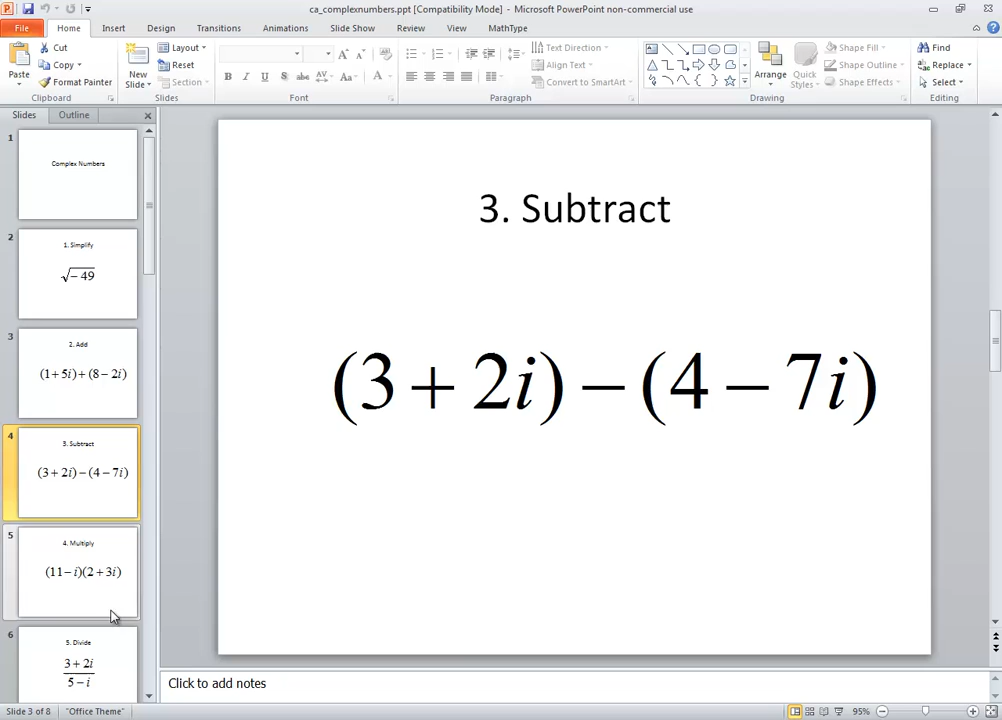 ca_complexnumbers.ppt [Compatibility Mode] - Microsoft PowerPoint non-commercial use
File Home Insert Design Transitions Animations Slide Show Review View MathType
Paste Cut Copy Format Painter
Clipboard
New Slide Layout Reset Section
Slides
B I U S abc AV Aa A
Font
Text Direction Align Text Convert to SmartArt
Paragraph
Arrange Quick Styles Shape Fill Shape Outline Shape Effects
Drawing
Find Replace Select
Editing
Slides Outline
1
Complex Numbers
2
1. Simplify
√−49
3
2. Add
(1+5i)+(8−2i)
4
3. Subtract
(3+2i)−(4−7i)
5
4. Multiply
(11−i)(2+3i)
6
5. Divide
3+2i
5−i
3. Subtract
(3+2i)−(4−7i)
Click to add notes
Slide 3 of 8 "Office Theme" 95%